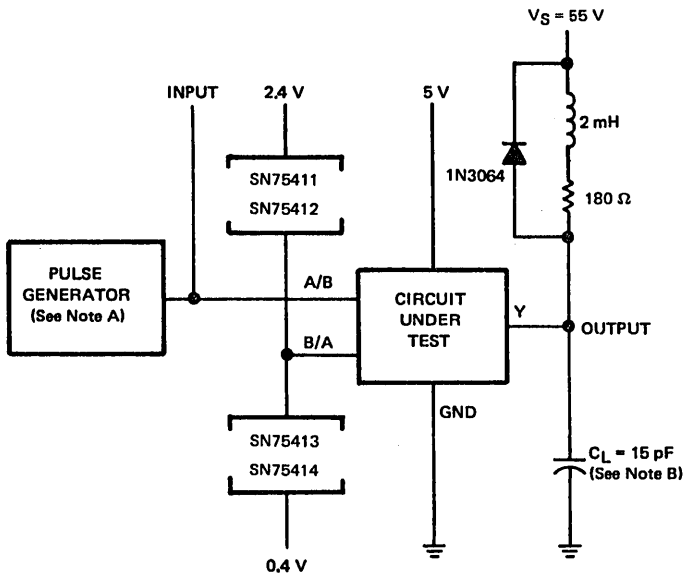 V_S = 55 V
INPUT
2,4 V
5 V
2 mH
1N3064
180 Ω
SN75411
SN75412
PULSE
GENERATOR
(See Note A)
A/B
CIRCUIT
UNDER
TEST
Y
OUTPUT
B/A
GND
SN75413
SN75414
C_L = 15 pF
(See Note B)
0,4 V